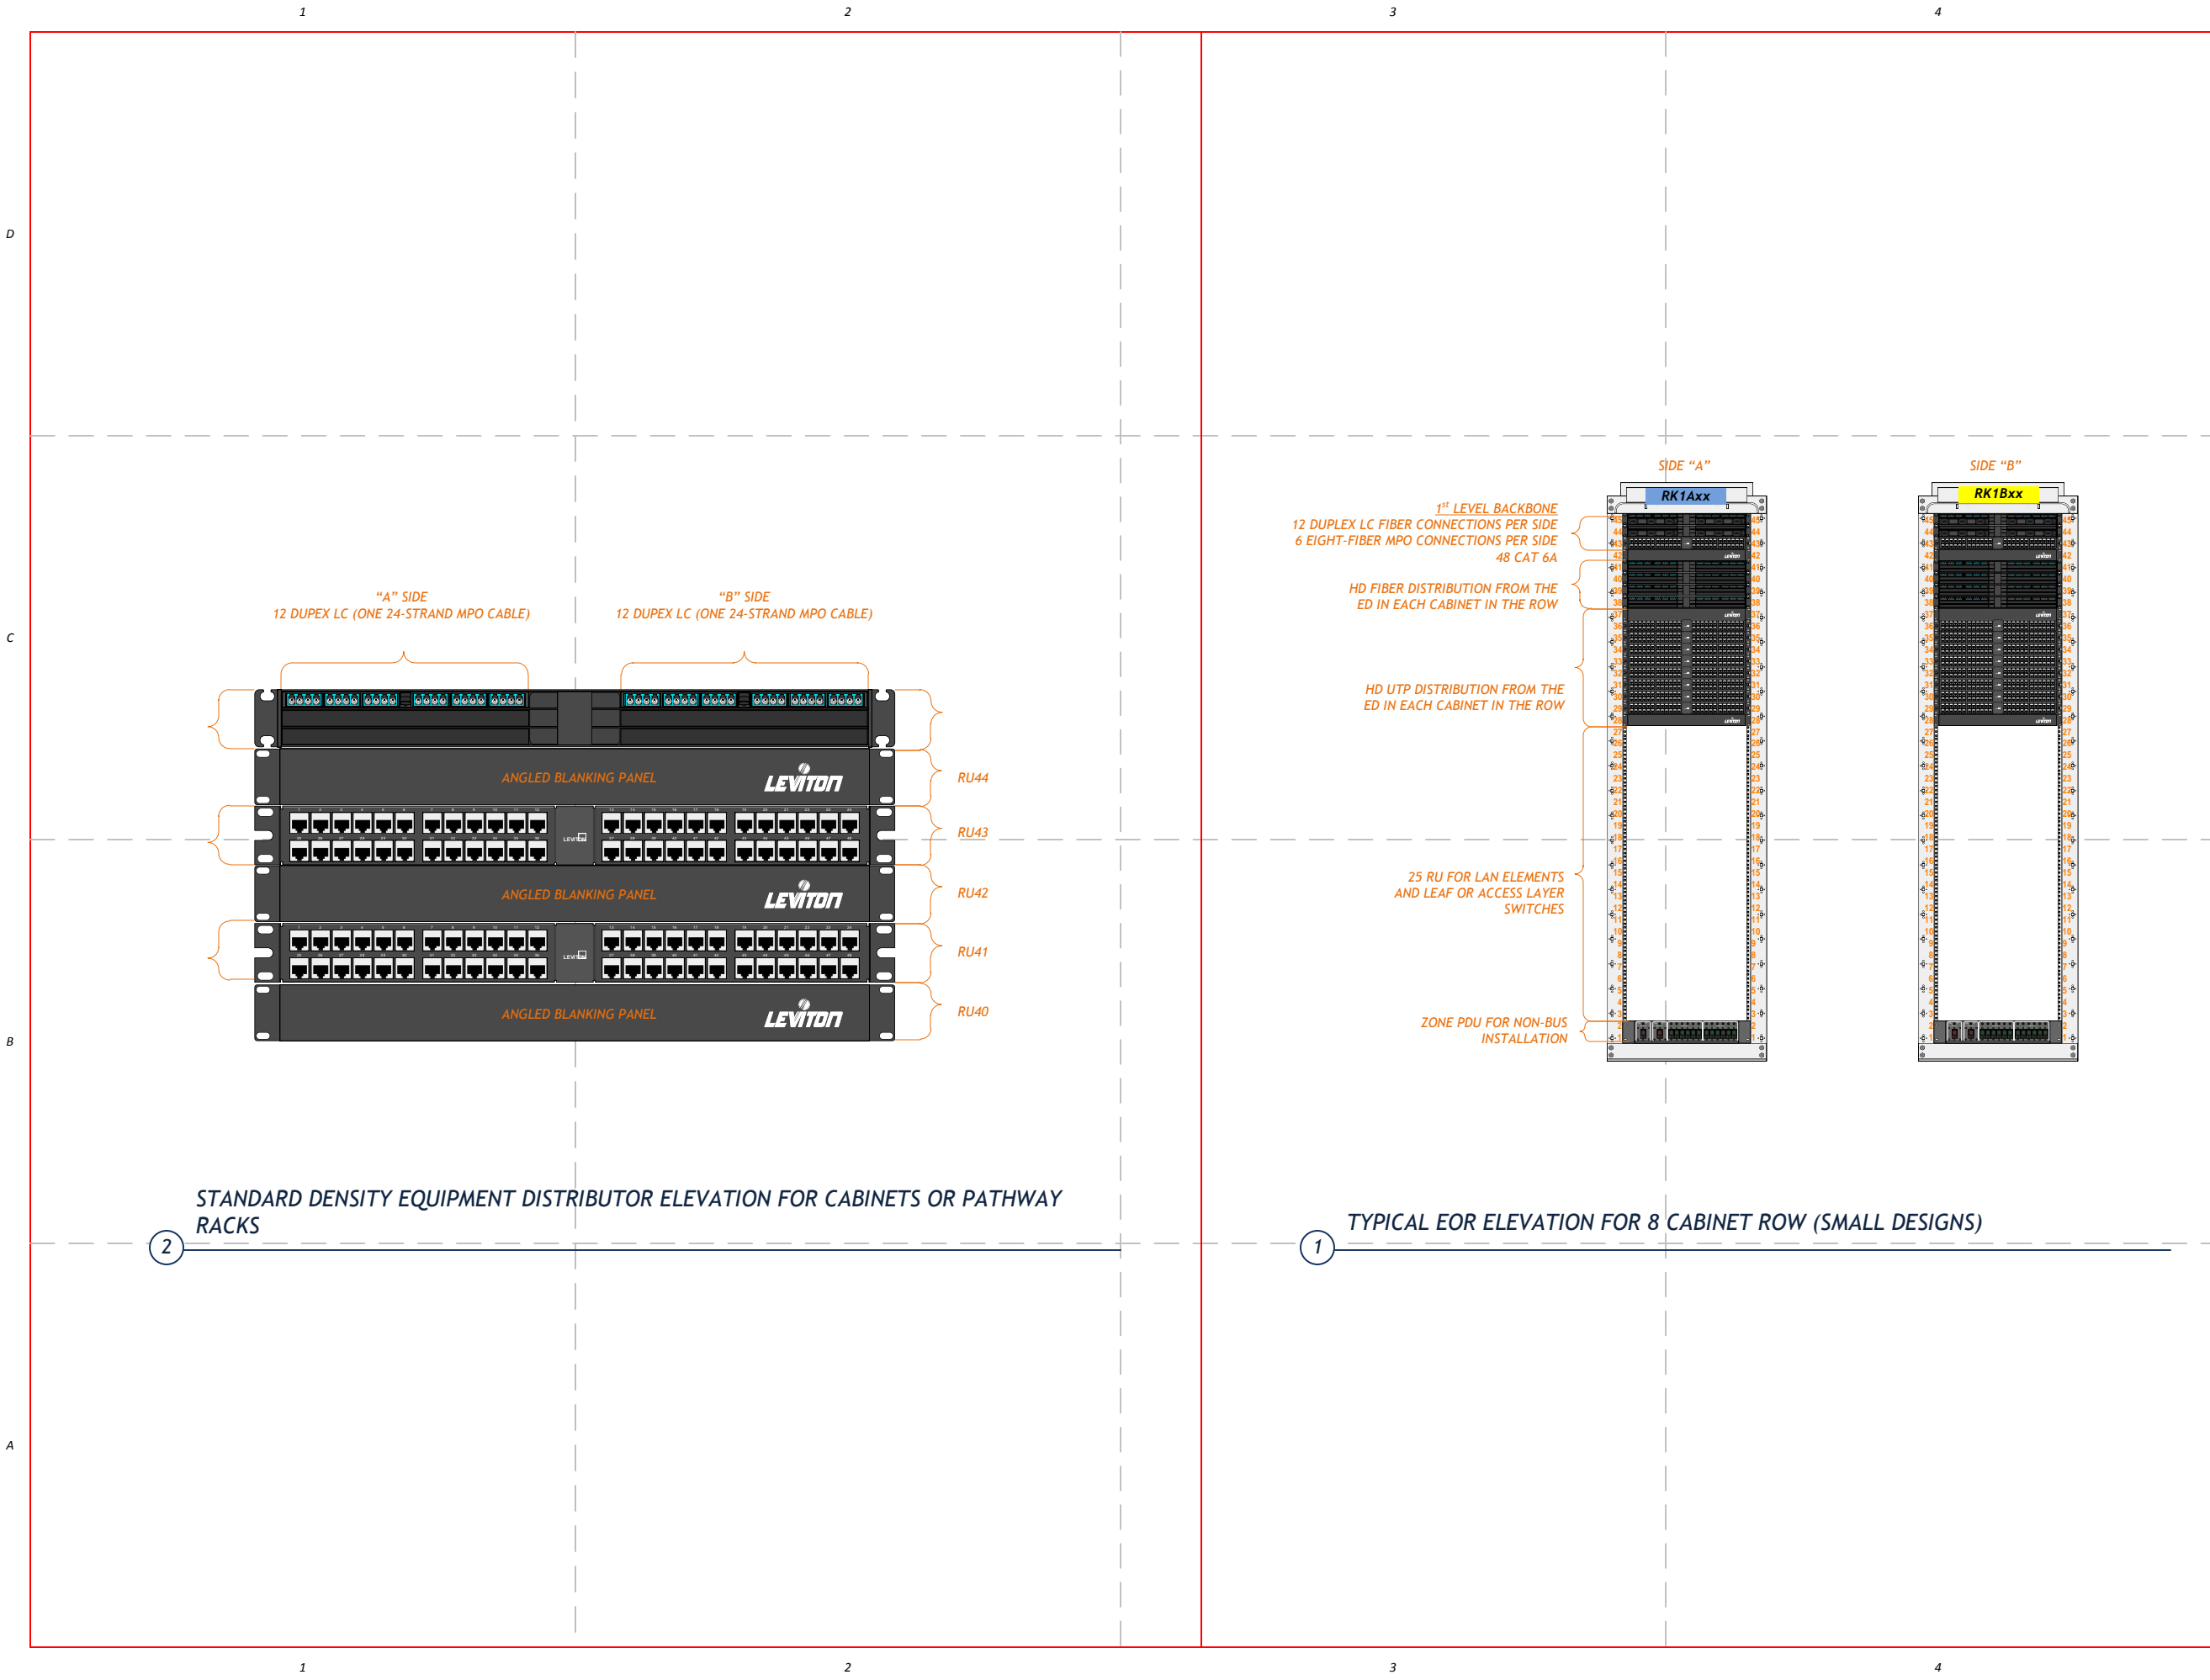 1 2 3 4
D
C
B
A
"A" SIDE
12 DUPEX LC (ONE 24-STRAND MPO CABLE)
"B" SIDE
12 DUPEX LC (ONE 24-STRAND MPO CABLE)
ANGLED BLANKING PANEL
LEVITON
RU44
LEVITON
RU43
ANGLED BLANKING PANEL
LEVITON
RU42
LEVITON
RU41
ANGLED BLANKING PANEL
LEVITON
RU40
STANDARD DENSITY EQUIPMENT DISTRIBUTOR ELEVATION FOR CABINETS OR PATHWAY
RACKS
2
SIDE "A"
RK1Axx
SIDE "B"
RK1Bxx
1st LEVEL BACKBONE
12 DUPLEX LC FIBER CONNECTIONS PER SIDE
6 EIGHT-FIBER MPO CONNECTIONS PER SIDE
48 CAT 6A
HD FIBER DISTRIBUTION FROM THE
ED IN EACH CABINET IN THE ROW
HD UTP DISTRIBUTION FROM THE
ED IN EACH CABINET IN THE ROW
25 RU FOR LAN ELEMENTS
AND LEAF OR ACCESS LAYER
SWITCHES
ZONE PDU FOR NON-BUS
INSTALLATION
TYPICAL EOR ELEVATION FOR 8 CABINET ROW (SMALL DESIGNS)
1
1 2 3 4